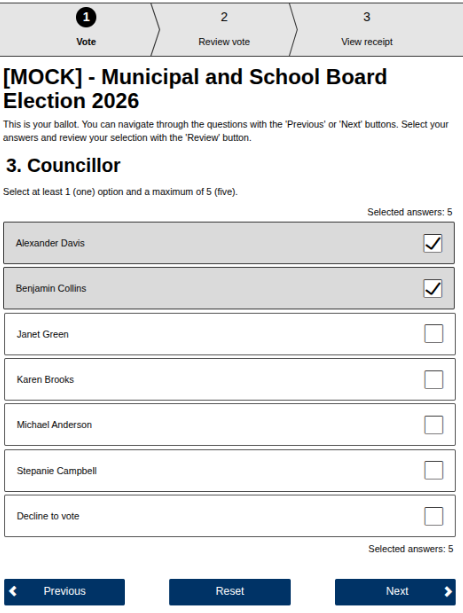 1
2
3
Vote
Review vote
View receipt
[MOCK] - Municipal and School Board
Election 2026
This is your ballot. You can navigate through the questions with the 'Previous' or 'Next' buttons. Select your
answers and review your selection with the 'Review' button.
3. Councillor
Select at least 1 (one) option and a maximum of 5 (five).
Selected answers: 5
Alexander Davis
Benjamin Collins
Janet Green
Karen Brooks
Michael Anderson
Stepanie Campbell
Decline to vote
Selected answers: 5
Previous
Reset
Next